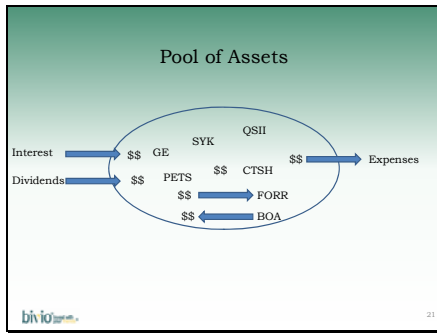 Pool of Assets
QSII
SYK
Interest
$$ GE
$$
Expenses
Dividends
$$
PETS
$$ CTSH
$$
FORR
$$
BOA
bivio
21